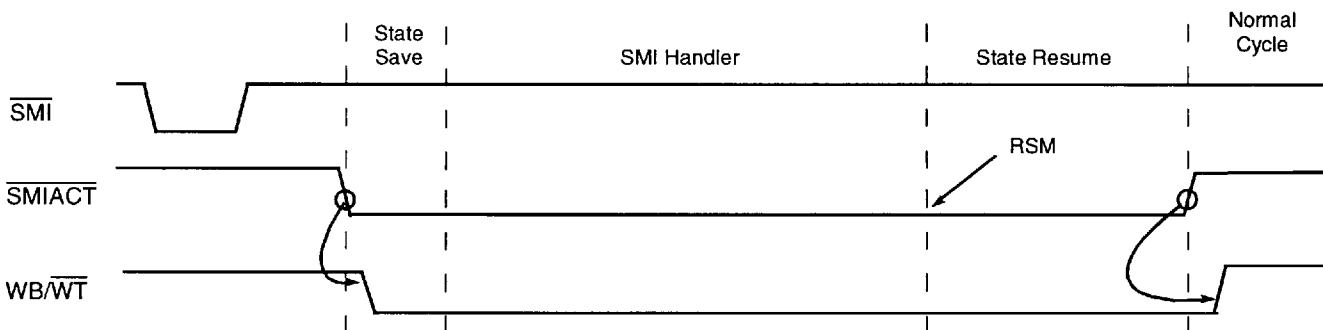 State
Save
SMI Handler
State Resume
Normal
Cycle
SMI
RSM
SMIACT
WB/WT